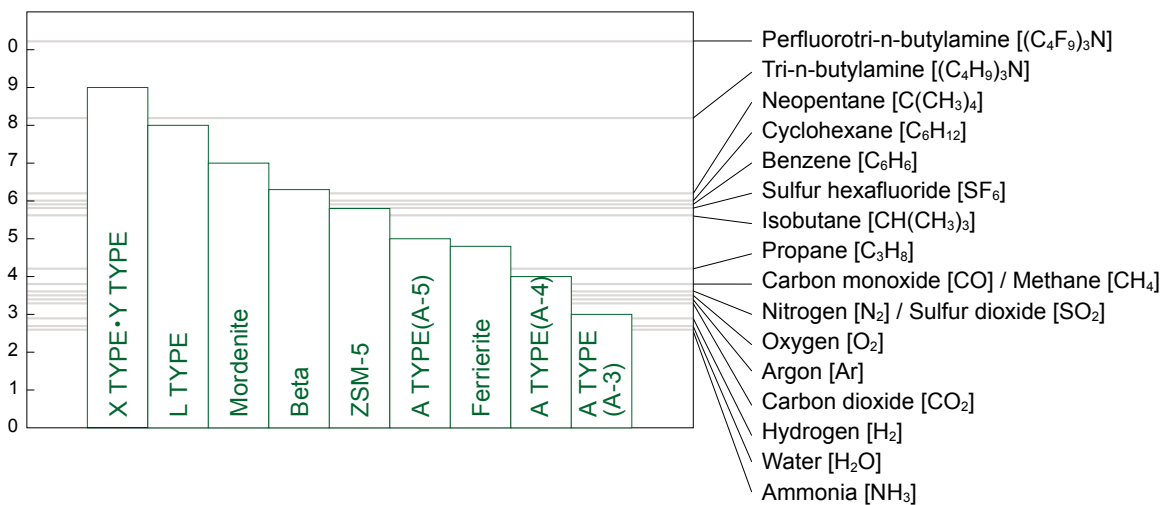 0
9
8
7
6
5
4
3
2
1
0
X TYPE・Y TYPE
L TYPE
Mordenite
Beta
ZSM-5
A TYPE(A-5)
Ferrierite
A TYPE(A-4)
A TYPE
(A-3)
Perfluorotri-n-butylamine [(C₄F₉)₃N]
Tri-n-butylamine [(C₄H₉)₃N]
Neopentane [C(CH₃)₄]
Cyclohexane [C₆H₁₂]
Benzene [C₆H₆]
Sulfur hexafluoride [SF₆]
Isobutane [CH(CH₃)₃]
Propane [C₃H₈]
Carbon monoxide [CO] / Methane [CH₄]
Nitrogen [N₂] / Sulfur dioxide [SO₂]
Oxygen [O₂]
Argon [Ar]
Carbon dioxide [CO₂]
Hydrogen [H₂]
Water [H₂O]
Ammonia [NH₃]